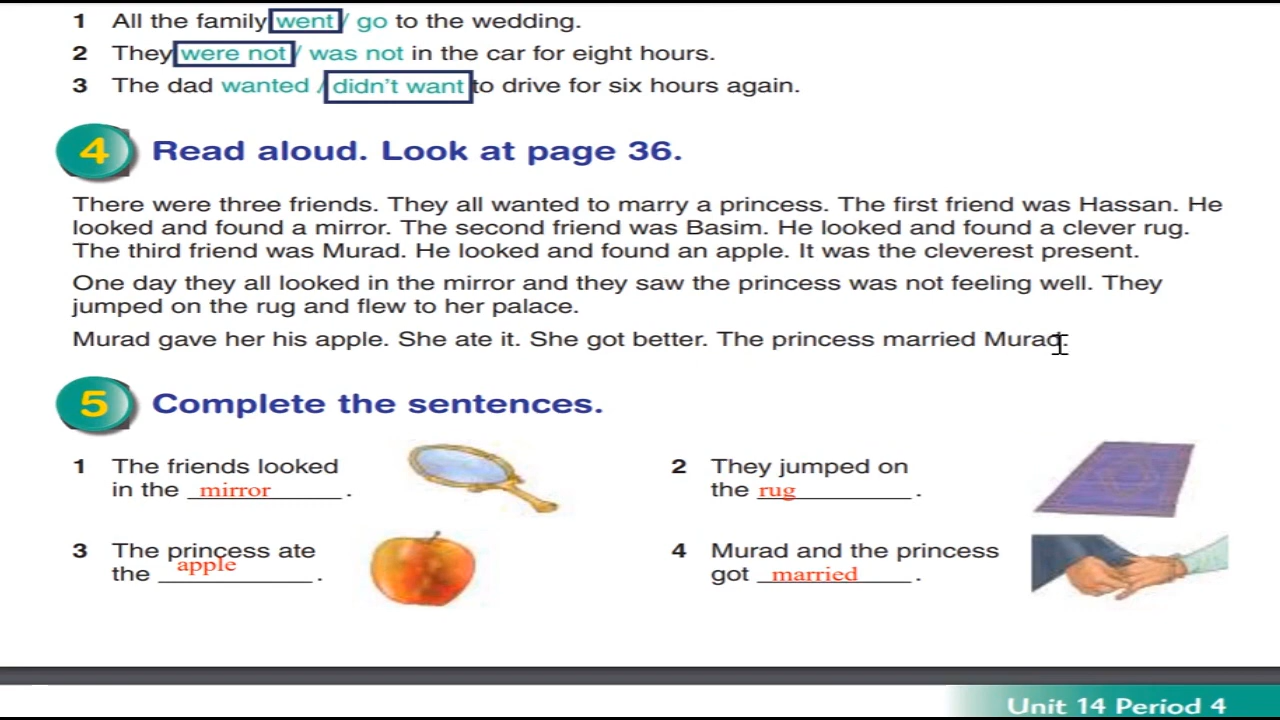 1 All the family went / go to the wedding.
2 They were not / was not in the car for eight hours.
3 The dad wanted / didn't want to drive for six hours again.
4 Read aloud. Look at page 36.
There were three friends. They all wanted to marry a princess. The first friend was Hassan. He
looked and found a mirror. The second friend was Basim. He looked and found a clever rug.
The third friend was Murad. He looked and found an apple. It was the cleverest present.
One day they all looked in the mirror and they saw the princess was not feeling well. They
jumped on the rug and flew to her palace.
Murad gave her his apple. She ate it. She got better. The princess married Murad.
5 Complete the sentences.
1 The friends looked
in the mirror .
2 They jumped on
the rug .
3 The princess ate
the apple .
4 Murad and the princess
got married .
Unit 14 Period 4